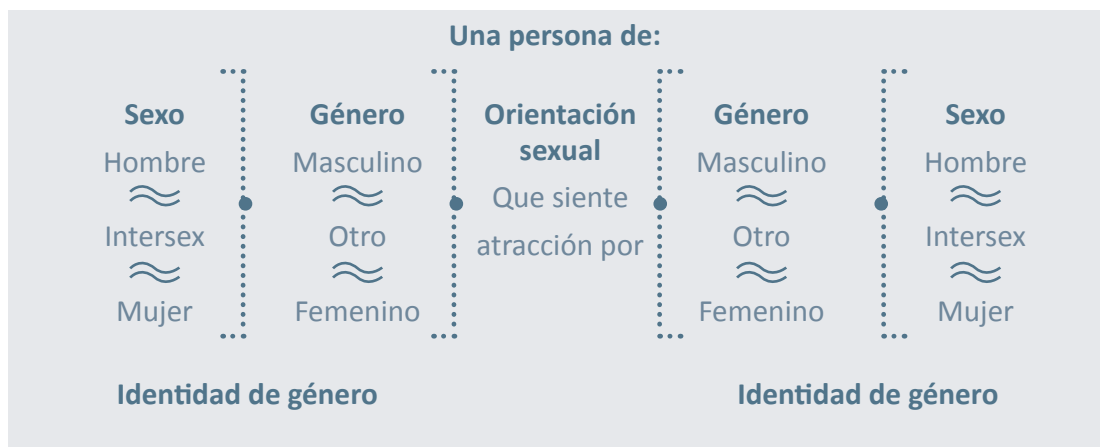 Una persona de:
Sexo
Hombre
Intersex
Mujer
Género
Masculino
Otro
Femenino
Orientación
sexual
Que siente
atracción por
Género
Masculino
Otro
Femenino
Sexo
Hombre
Intersex
Mujer
Identidad de género
Identidad de género